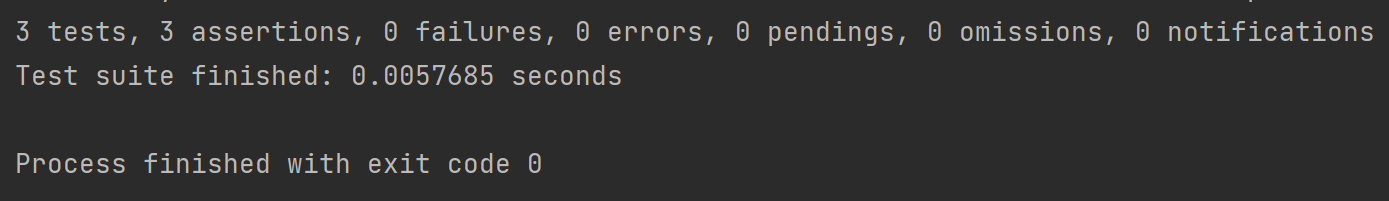 3 tests, 3 assertions, 0 failures, 0 errors, 0 pendings, 0 omissions, 0 notifications
Test suite finished: 0.0057685 seconds
Process finished with exit code 0